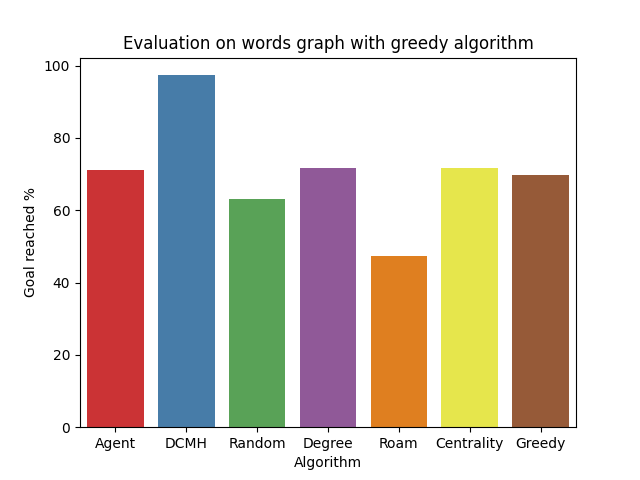 Evaluation on words graph with greedy algorithm
100
80
60
40
20
0
Goal reached %
Agent DCMH Random Degree Roam Centrality Greedy
Algorithm